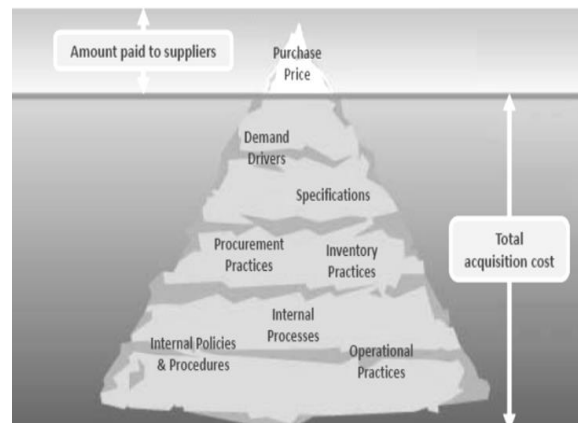 Amount paid to suppliers
Purchase
Price
Demand
Drivers
Specifications
Procurement
Practices
Inventory
Practices
Total
acquisition cost
Internal
Processes
Internal Policies
& Procedures
Operational
Practices